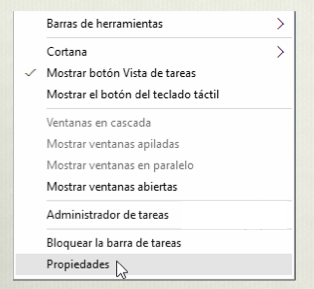 Barras de herramientas
Cortana
Mostrar botón Vista de tareas
Mostrar el botón del teclado táctil
Ventanas en cascada
Mostrar ventanas apiladas
Mostrar ventanas en paralelo
Mostrar ventanas abiertas
Administrador de tareas
Bloquear la barra de tareas
Propiedades